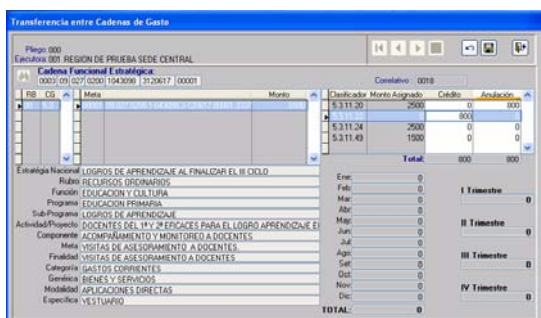 Transferencia entre Cadenas de Gasto
Pliego: 000
Ejecutora: 001 REGION DE PRUEBA SEDE CENTRAL
Cadena Funcional Estratégica:
0003 09 027 0200 1043090 3120617 00001
Correlativo: 0018
RB CG Meta Monto
Clasificador Monto Asignado Crédito Anulación
5.3.11.20 2500 0 800
0 800 0
5.3.11.24 2500 0 0
5.3.11.49 1500 0 0
Total: 800 800
Estratégia Nacional LOGROS DE APRENDIZAJE AL FINALIZAR EL III CICLO
Rubro RECURSOS ORDINARIOS
Función EDUCACION Y CULTURA
Programa EDUCACION PRIMARIA
Sub-Programa LOGROS DE APRENDIZAJE
Actividad/Proyecto DOCENTES DEL 1º Y 2º EFICACES PARA EL LOGRO APRENDIZAJE E
Componente ACOMPAÑAMIENTO Y MONITOREO A DOCENTES
Meta VISITAS DE ASESORAMIENTO A DOCENTES.
Finalidad VISITAS DE ASESORAMIENTO A DOCENTES
Categoría GASTOS CORRIENTES
Genérica BIENES Y SERVICIOS
Modalidad APLICACIONES DIRECTAS
Específica VESTUARIO
Ene: 0
Feb: 0
Mar: 0
Abr: 0
May: 0
Jun: 0
Jul: 0
Ago: 0
Set: 0
Oct: 0
Nov: 0
Dic: 0
TOTAL: 0
I Trimestre
0
II Trimestre
0
III Trimestre
0
IV Trimestre
0